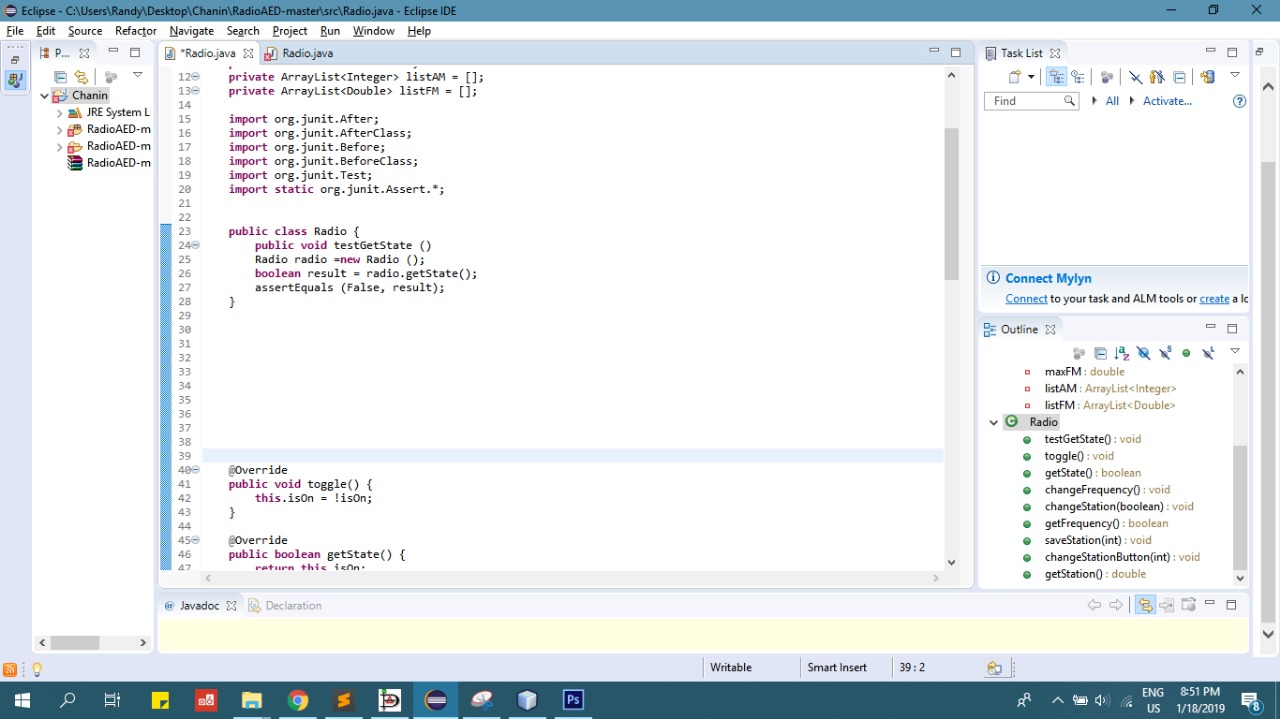 Eclipse - C:\Users\Randy\Desktop\Chanin\RadioAED-master\src\Radio.java - Eclipse IDE
File Edit Source Refactor Navigate Search Project Run Window Help
P...
*Radio.java
Radio.java
Chanin
JRE System L
RadioAED-m
RadioAED-m
RadioAED-m
12 private ArrayList<Integer> listAM = [];
13 private ArrayList<Double> listFM = [];
14
15 import org.junit.After;
16 import org.junit.AfterClass;
17 import org.junit.Before;
18 import org.junit.BeforeClass;
19 import org.junit.Test;
20 import static org.junit.Assert.*;
21
22
23 public class Radio {
24 public void testGetState ()
25 Radio radio =new Radio ();
26 boolean result = radio.getState();
27 assertEquals (False, result);
28 }
29
30
31
32
33
34
35
36
37
38
39
40 @Override
41 public void toggle() {
42 this.isOn = !isOn;
43 }
44
45 @Override
46 public boolean getState() {
47 return this.isOn;
Task List
Find
All
Activate...
Connect Mylyn
Connect to your task and ALM tools or create a lo
Outline
maxFM : double
listAM : ArrayList<Integer>
listFM : ArrayList<Double>
Radio
testGetState() : void
toggle() : void
getState() : boolean
changeFrequency() : void
changeStation(boolean) : void
getFrequency() : boolean
saveStation(int) : void
changeStationButton(int) : void
getStation() : double
@ Javadoc
Declaration
Writable
Smart Insert
39 : 2
Ps
ENG
US
8:51 PM
1/18/2019
8